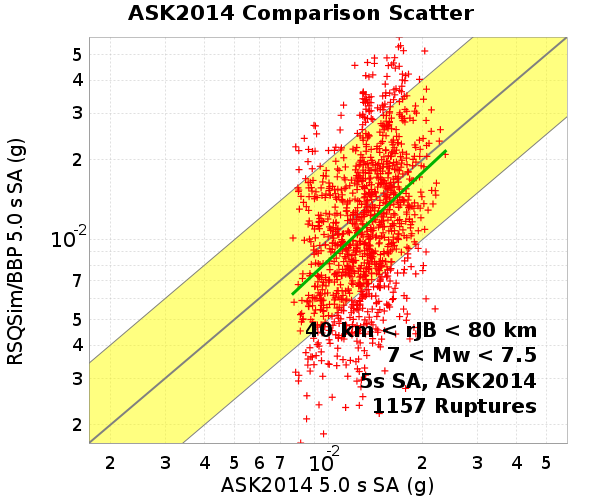 ASK2014 Comparison Scatter
RSQSim/BBP 5.0 s SA (g)
5
4
3
2
10^-2
7
5
4
3
2
40 km < rJB < 80 km
7 < Mw < 7.5
5s SA, ASK2014
1157 Ruptures
2 3 4 5 6 7 10^-2 2 3 4 5
ASK2014 5.0 s SA (g)